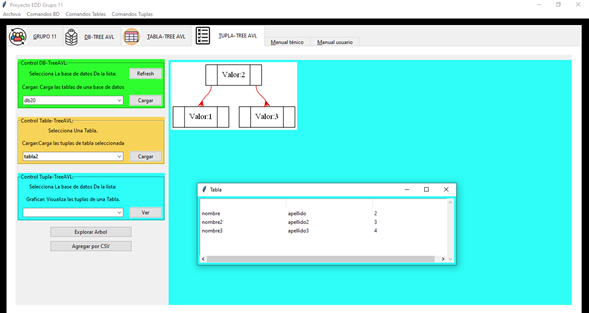 Proyecto EDD Grupo 11
Archivo Comandos BD Comandos Tablas Comandos Tuplas
GRUPO 11 DB-TREE AVL TABLA-TREE AVL TUPLA-TREE AVL Manual ténico Manual usuario
Control DB-TreeAVL:
Selecciona La base de datos De la lista: Refresh
Cargar: Carga las tablas de una base de datos
db20 Cargar
Control Table-TreeAVL:
Selecciona Una Tabla.
Cargar:Carga las tuplas de tabla seleccionada
tabla2 Cargar
Control Tupla-TreeAVL:
Selecciona La base de datos De la lista:
Grafican Visualiza las tuplas de una Tabla.
Ver
Explorar Arbol
Agregar por CSV
Valor:2
Valor:1 Valor:3
Tabla
nombre apellido 2
nombre2 apellido2 3
nombre3 apellido3 4